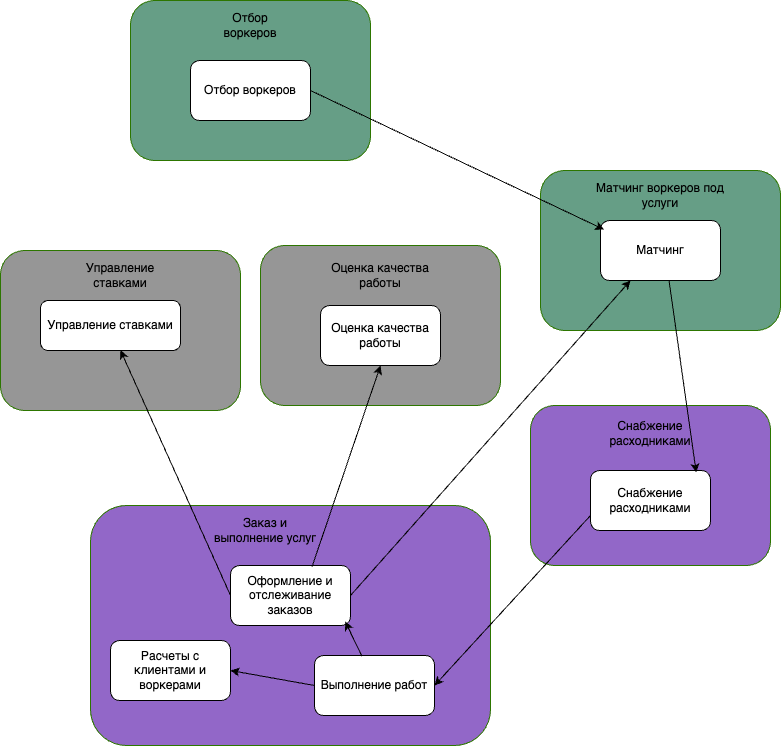 Отбор
воркеров
Отбор воркеров
Матчинг воркеров под
услуги
Матчинг
Управление
ставками
Управление ставками
Оценка качества
работы
Оценка качества
работы
Снабжение
расходниками
Снабжение
расходниками
Заказ и
выполнение услуг
Оформление и
отслеживание
заказов
Расчеты с
клиентами и
воркерами
Выполнение работ